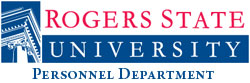 ROGERS STATE
UNIVERSITY
PERSONNEL DEPARTMENT